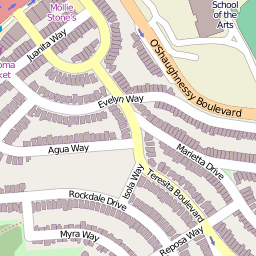 Mollie
Stone's
School of
of the
Arts
Juanita Way
O'Shaughnessy Boulevard
Evelyn Way
Agua Way
Marietta Drive
Isola Way
Teresita Boulevard
Rockdale Drive
Myra Way
Reposa Way